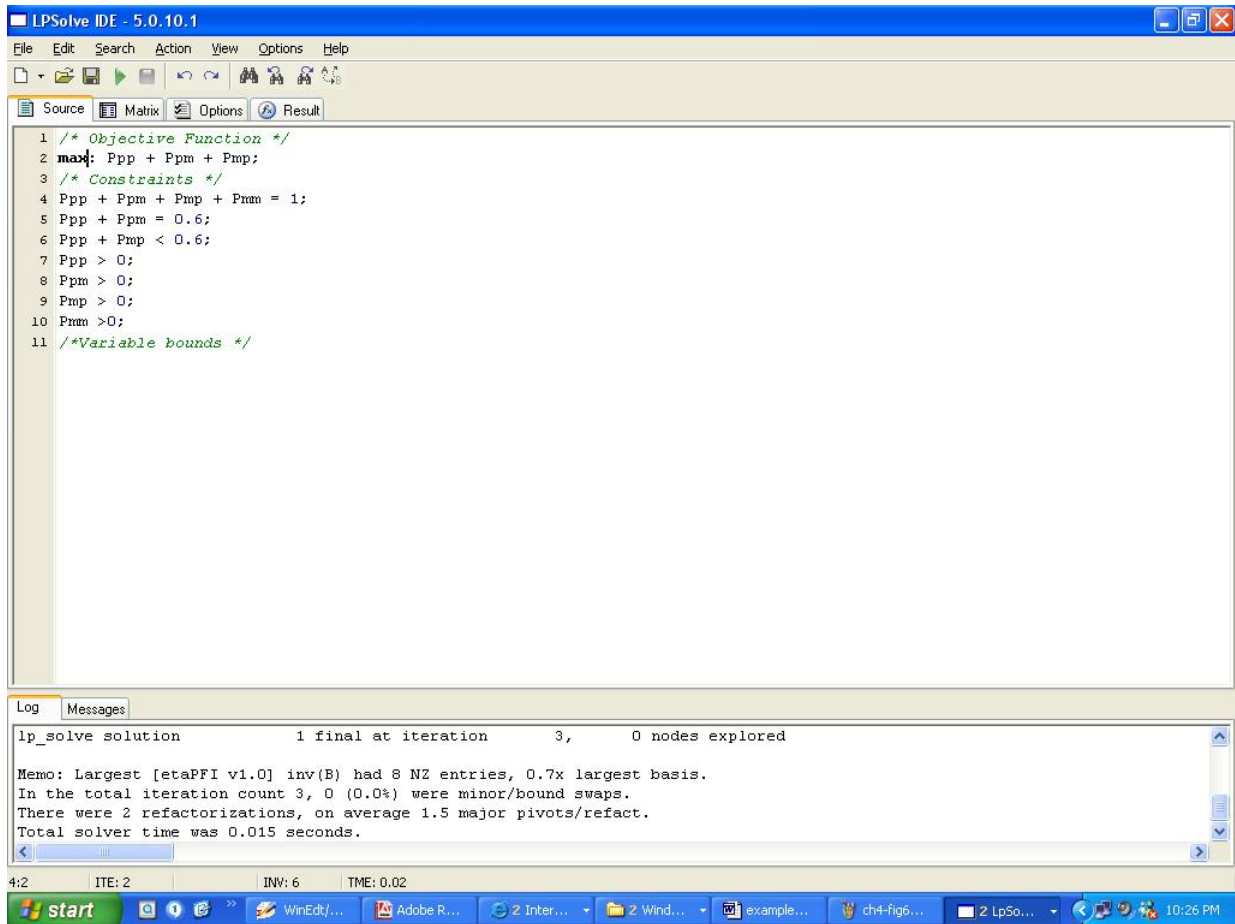 LPSolve IDE - 5.0.10.1
File Edit Search Action View Options Help
Source Matrix Options Result
1 /* Objective Function */
2 max: Ppp + Ppm + Pmp;
3 /* Constraints */
4 Ppp + Ppm + Pmp + Pmm = 1;
5 Ppp + Ppm = 0.6;
6 Ppp + Pmp < 0.6;
7 Ppp > 0;
8 Ppm > 0;
9 Pmp > 0;
10 Pmm >0;
11 /*Variable bounds */
Log Messages
lp_solve solution 1 final at iteration 3, 0 nodes explored
Memo: Largest [etaPFI v1.0] inv(B) had 8 NZ entries, 0.7x largest basis.
In the total iteration count 3, 0 (0.0%) were minor/bound swaps.
There were 2 refactorizations, on average 1.5 major pivots/refact.
Total solver time was 0.015 seconds.
4:2 ITE: 2 INV: 6 TME: 0.02
start WinEdt/... Adobe R... 2 Inter... 2 Wind... example... ch4-fig6... 2 LpSo... 10:26 PM